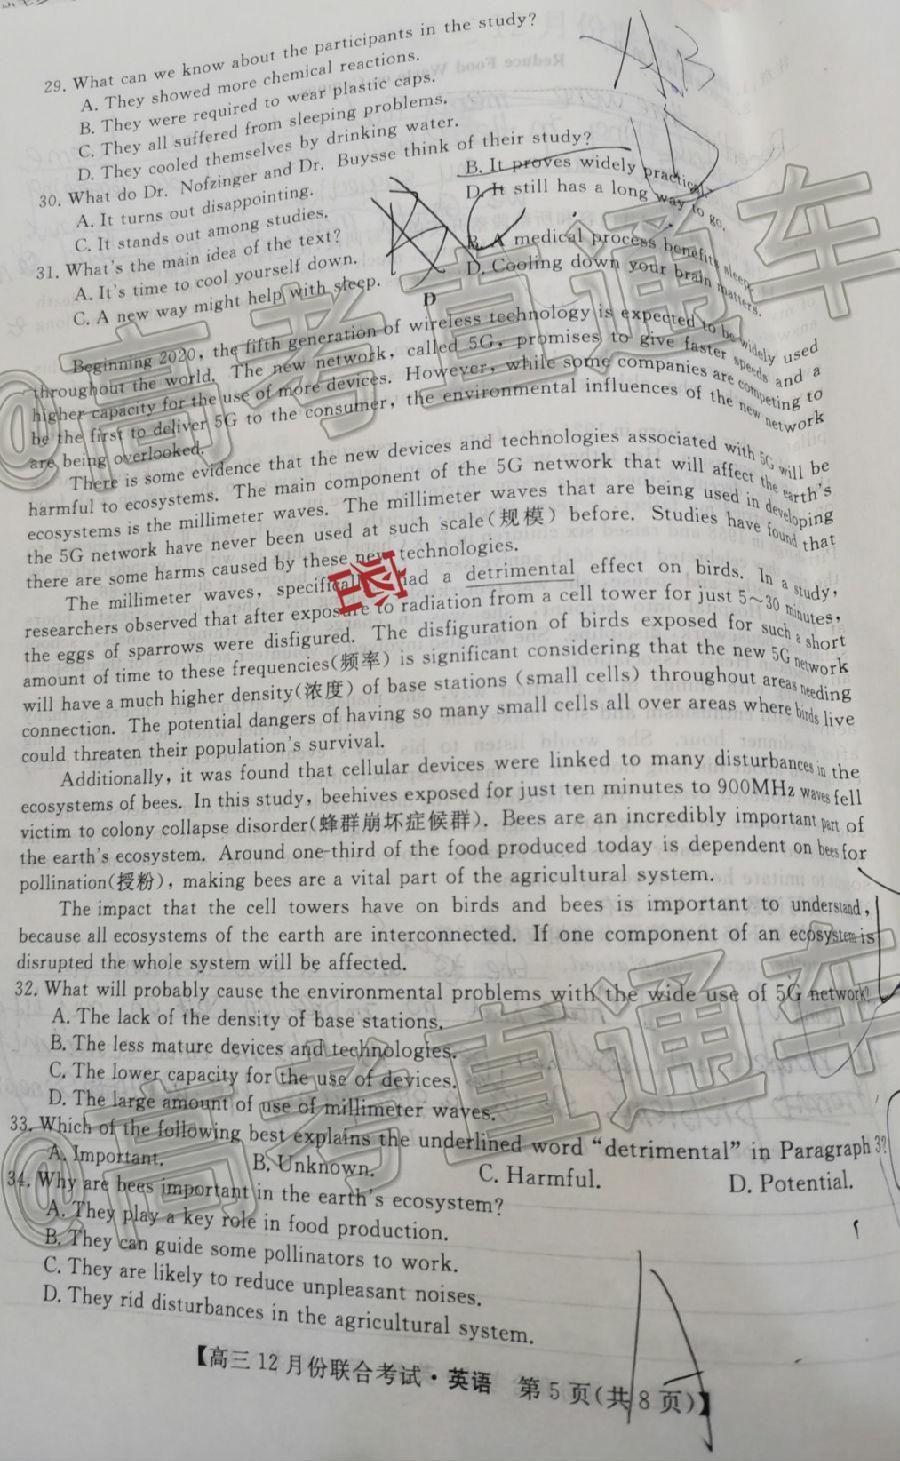 29. What can we know about the participants in the study?
A. They showed more chemical reactions.
B. They were required to wear plastic caps.
C. They all suffered from sleeping problems.
D. They cooled themselves by drinking water.
30. What do Dr. Nofzinger and Dr. Buysse think of their study?
A. It turns out disappointing.
B. It proves widely practical.
C. It stands out among studies.
D. It still has a long way to go.
31. What's the main idea of the text?
A. It's time to cool yourself down.
B. A medical process benefits sleep.
C. A new way might help with sleep.
D. Cooling down your brain matters.
D
Beginning 2020, the fifth generation of wireless technology is expected to be widely used
throughout the world. The new network, called 5G, promises to give faster speeds and a
higher capacity for the use of more devices. However, while some companies are competing to
be the first to deliver 5G to the consumer, the environmental influences of the new network
are being overlooked.
There is some evidence that the new devices and technologies associated with 5G will be
harmful to ecosystems. The main component of the 5G network that will affect the earth's
ecosystems is the millimeter waves. The millimeter waves that are being used in developing
the 5G network have never been used at such scale(规模) before. Studies have found that
there are some harms caused by these new technologies.
The millimeter waves, specifically had a detrimental effect on birds. In a study,
researchers observed that after exposure to radiation from a cell tower for just 5~30 minutes,
the eggs of sparrows were disfigured. The disfiguration of birds exposed for such a short
amount of time to these frequencies(频率) is significant considering that the new 5G network
will have a much higher density(浓度) of base stations (small cells) throughout areas needing
connection. The potential dangers of having so many small cells all over areas where birds live
could threaten their population's survival.
Additionally, it was found that cellular devices were linked to many disturbances in the
ecosystems of bees. In this study, beehives exposed for just ten minutes to 900MHz waves fell
victim to colony collapse disorder(蜂群崩坏症候群). Bees are an incredibly important part of
the earth's ecosystem. Around one-third of the food produced today is dependent on bees for
pollination(授粉), making bees are a vital part of the agricultural system.
The impact that the cell towers have on birds and bees is important to understand,
because all ecosystems of the earth are interconnected. If one component of an ecosystem is
disrupted the whole system will be affected.
32. What will probably cause the environmental problems with the wide use of 5G network?
A. The lack of the density of base stations.
B. The less mature devices and technologies.
C. The lower capacity for the use of devices.
D. The large amount of use of millimeter waves.
33. Which of the following best explains the underlined word "detrimental" in Paragraph 3?
A. Important. B. Unknown. C. Harmful. D. Potential.
34. Why are bees important in the earth's ecosystem?
A. They play a key role in food production.
B. They can guide some pollinators to work.
C. They are likely to reduce unpleasant noises.
D. They rid disturbances in the agricultural system.
【高三12月份联合考试·英语 第5页(共8页)】
@高考直通车
@高考直通车